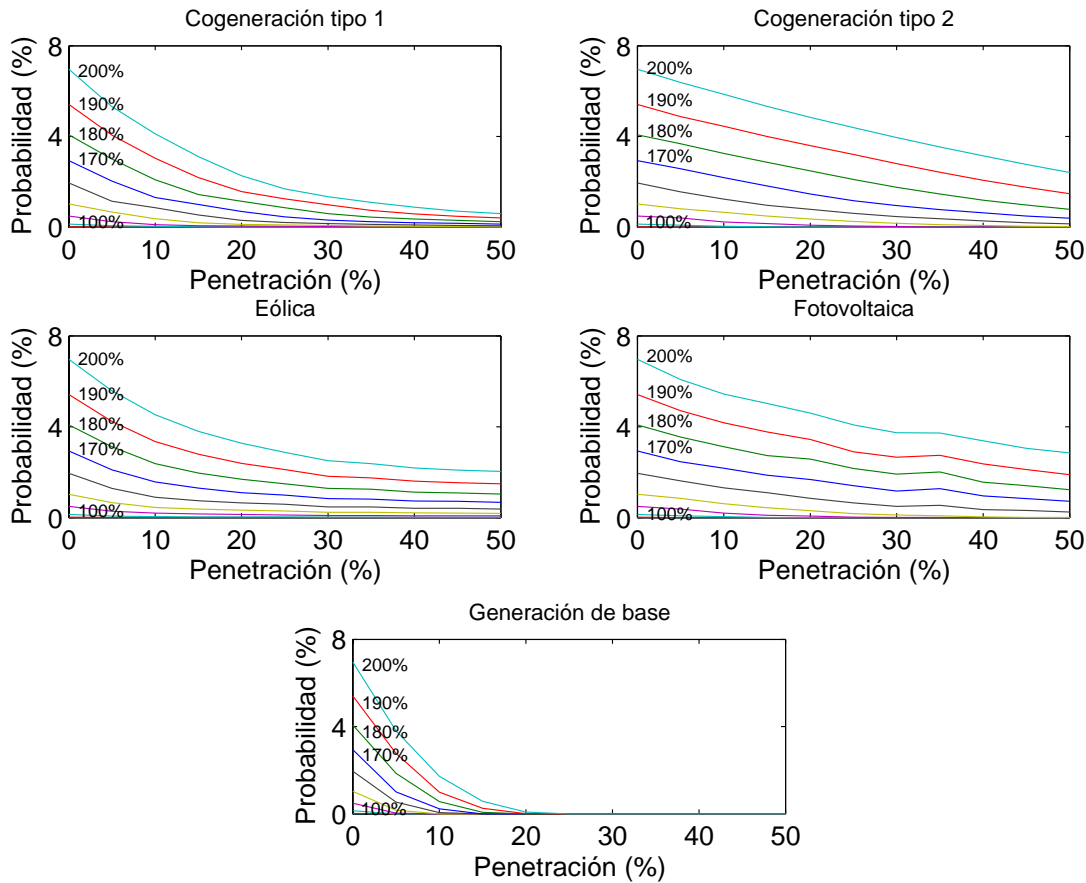 Cogeneración tipo 1
Probabilidad (%)
8
4
0
200%
190%
180%
170%
100%
0 10 20 30 40 50
Penetración (%)
Cogeneración tipo 2
Probabilidad (%)
8
4
0
200%
190%
180%
170%
100%
0 10 20 30 40 50
Penetración (%)
Eólica
Probabilidad (%)
8
4
0
200%
190%
180%
170%
100%
0 10 20 30 40 50
Penetración (%)
Fotovoltaica
Probabilidad (%)
8
4
0
200%
190%
180%
170%
100%
0 10 20 30 40 50
Penetración (%)
Generación de base
Probabilidad (%)
8
4
0
200%
190%
180%
170%
100%
0 10 20 30 40 50
Penetración (%)